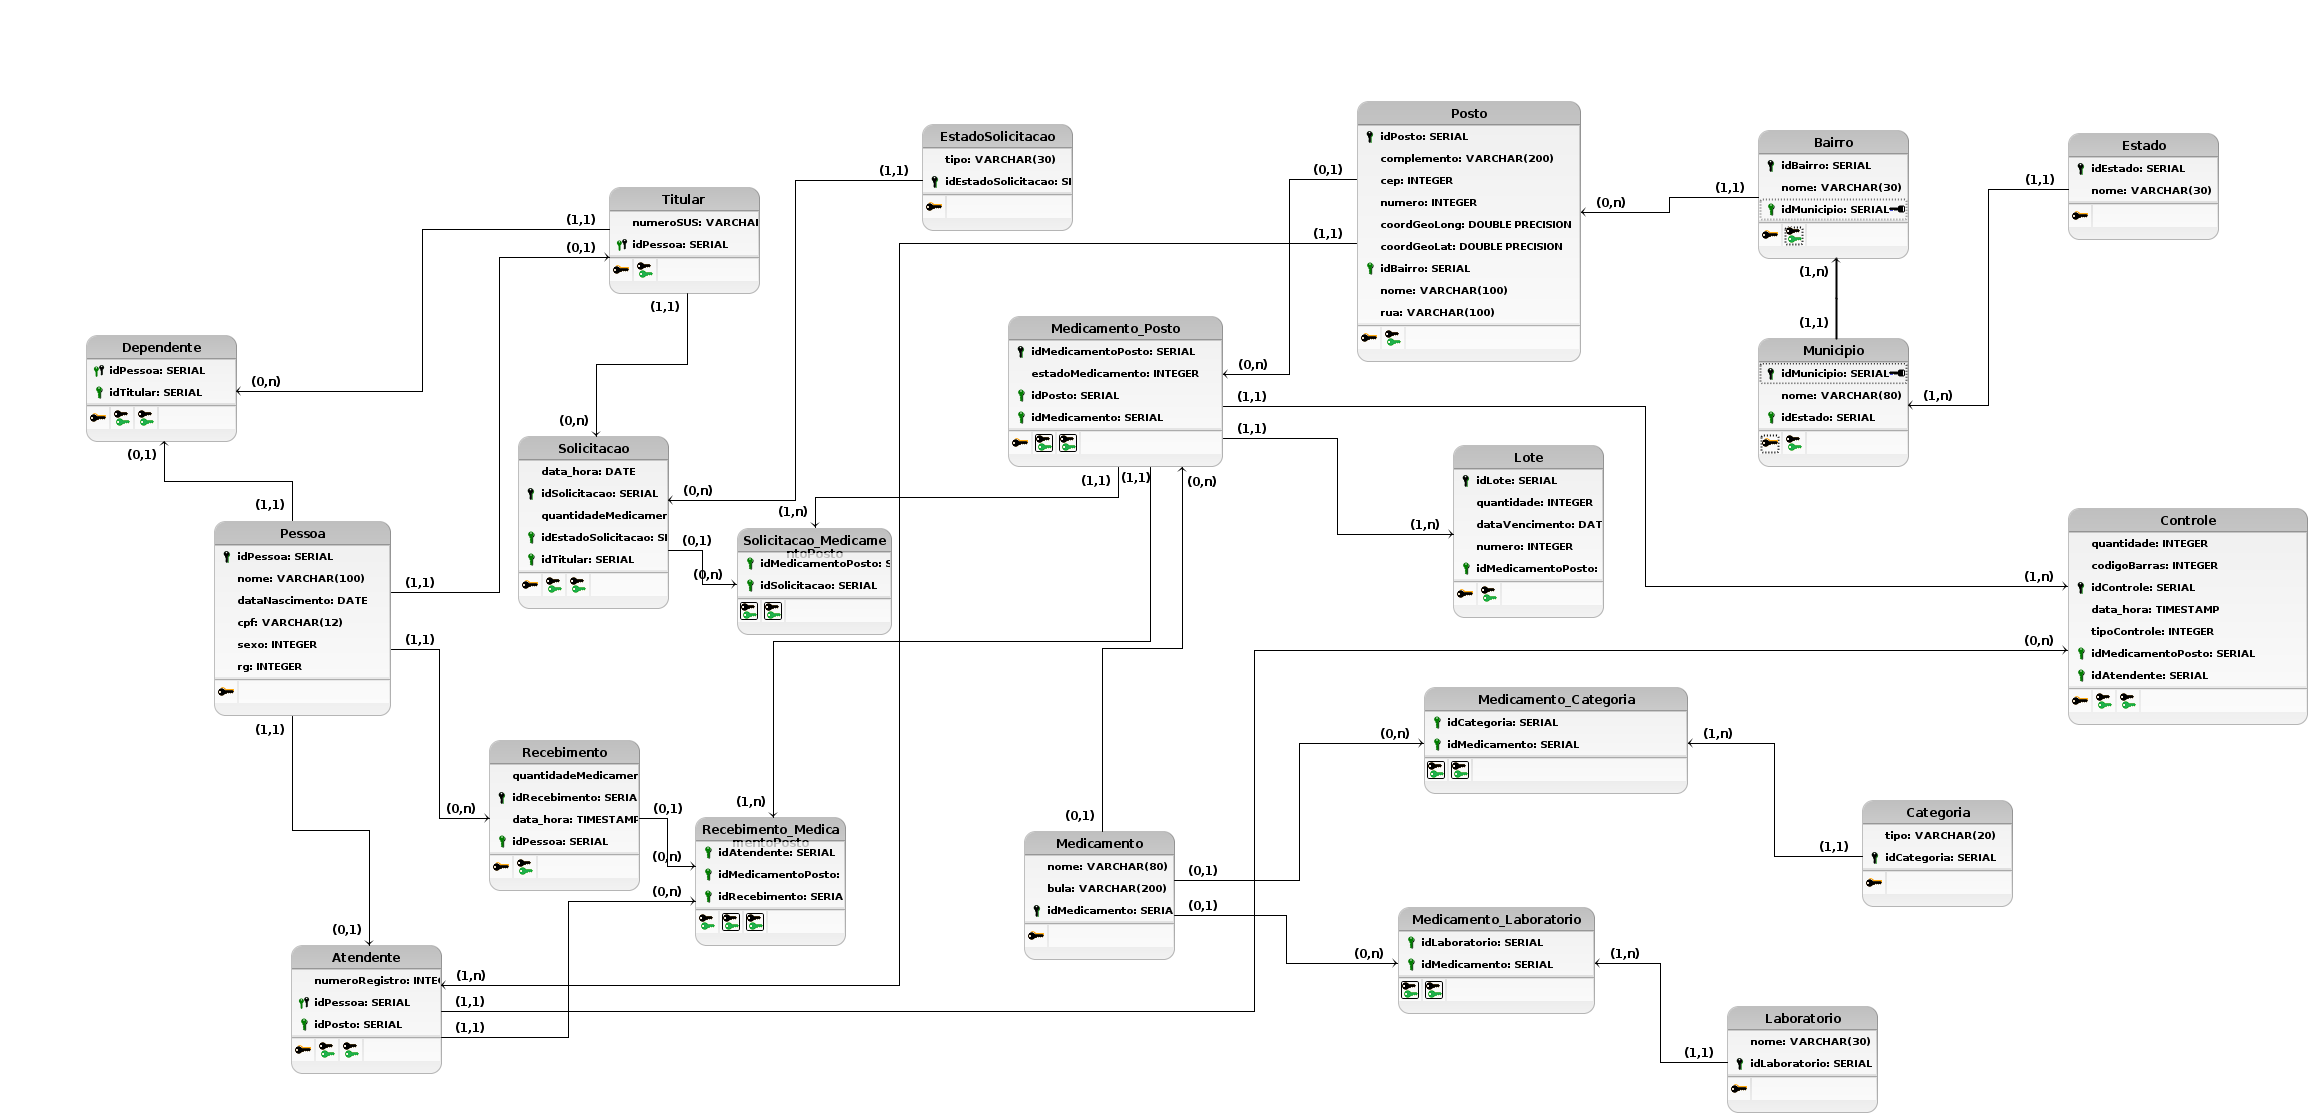 Posto
idPosto: SERIAL
complemento: VARCHAR(200)
cep: INTEGER
numero: INTEGER
coordGeoLong: DOUBLE PRECISION
coordGeoLat: DOUBLE PRECISION
idBairro: SERIAL
nome: VARCHAR(100)
rua: VARCHAR(100)
(0,1)
(1,1)
EstadoSolicitacao
tipo: VARCHAR(30)
idEstadoSolicitacao: SI
(1,1)
Bairro
idBairro: SERIAL
nome: VARCHAR(30)
idMunicipio: SERIAL
(1,1)
(0,n)
(1,n)
Estado
idEstado: SERIAL
nome: VARCHAR(30)
(1,1)
Titular
numeroSUS: VARCHAI
idPessoa: SERIAL
(1,1)
(0,1)
(1,1)
Dependente
idPessoa: SERIAL
idTitular: SERIAL
(0,n)
(0,1)
Medicamento_Posto
idMedicamentoPosto: SERIAL
estadoMedicamento: INTEGER
idPosto: SERIAL
idMedicamento: SERIAL
(0,n)
(1,1)
(1,1)
(1,1)
(1,1)
(0,n)
(1,1)
Municipio
idMunicipio: SERIAL
nome: VARCHAR(80)
idEstado: SERIAL
(1,n)
(0,n)
Solicitacao
data_hora: DATE
idSolicitacao: SERIAL
quantidadeMedicamer
idEstadoSolicitacao: SI
idTitular: SERIAL
(0,n)
(0,1)
(0,n)
(1,n)
Solicitacao_Medicame
ntoPosto
idMedicamentoPosto: S
idSolicitacao: SERIAL
Lote
idLote: SERIAL
quantidade: INTEGER
dataVencimento: DAT
numero: INTEGER
idMedicamentoPosto:
(1,n)
Controle
quantidade: INTEGER
codigoBarras: INTEGER
idControle: SERIAL
data_hora: TIMESTAMP
tipoControle: INTEGER
idMedicamentoPosto: SERIAL
idAtendente: SERIAL
(1,n)
(0,n)
(1,1)
Pessoa
idPessoa: SERIAL
nome: VARCHAR(100)
dataNascimento: DATE
cpf: VARCHAR(12)
sexo: INTEGER
rg: INTEGER
(1,1)
(1,1)
(1,1)
Medicamento_Categoria
idCategoria: SERIAL
idMedicamento: SERIAL
(0,n)
(1,n)
Recebimento
quantidadeMedicamer
idRecebimento: SERIA
data_hora: TIMESTAMP
idPessoa: SERIAL
(0,n)
(0,1)
(0,n)
(0,n)
(1,n)
Recebimento_Medica
mentoPosto
idAtendente: SERIAL
idMedicamentoPosto:
idRecebimento: SERIA
(0,1)
Medicamento
nome: VARCHAR(80)
bula: VARCHAR(200)
idMedicamento: SERIA
(0,1)
(0,1)
Categoria
tipo: VARCHAR(20)
idCategoria: SERIAL
(1,1)
Medicamento_Laboratorio
idLaboratorio: SERIAL
idMedicamento: SERIAL
(0,n)
(1,n)
(0,1)
Atendente
numeroRegistro: INTE
idPessoa: SERIAL
idPosto: SERIAL
(1,n)
(1,1)
(1,1)
Laboratorio
nome: VARCHAR(30)
idLaboratorio: SERIAL
(1,1)